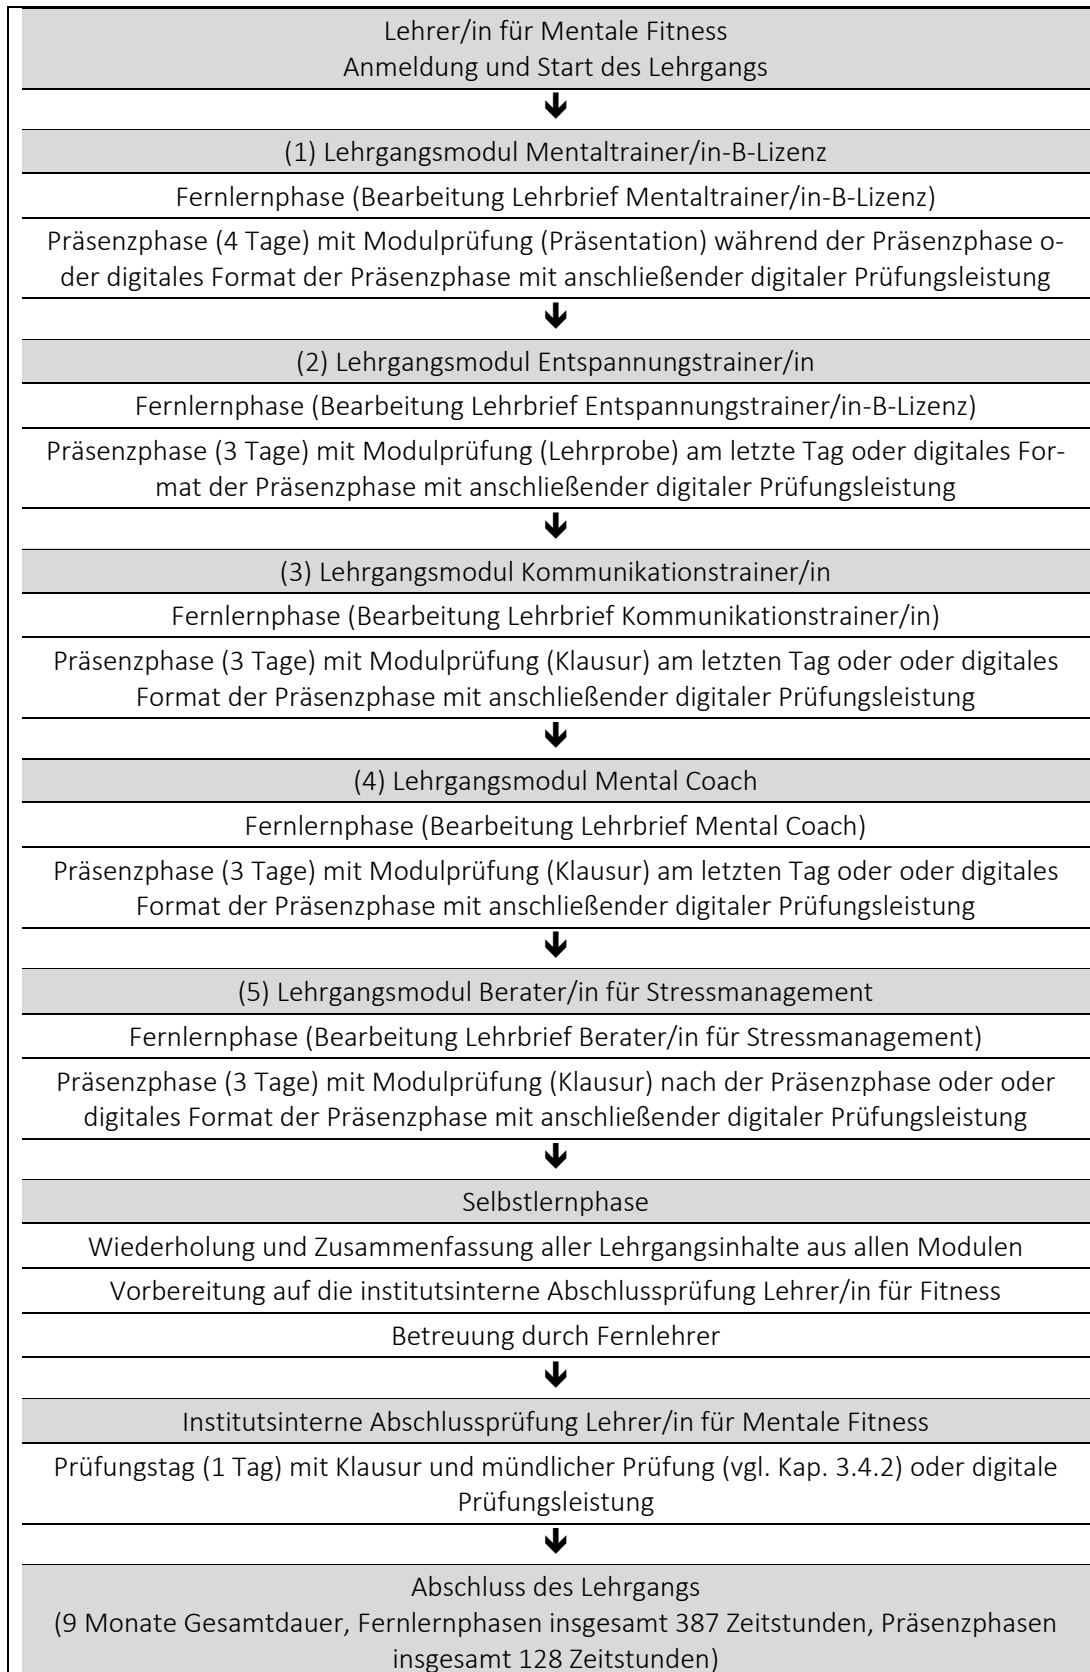 Lehrer/in für Mentale Fitness
Anmeldung und Start des Lehrgangs
(1) Lehrgangsmodul Mentaltrainer/in-B-Lizenz
Fernlernphase (Bearbeitung Lehrbrief Mentaltrainer/in-B-Lizenz)
Präsenzphase (4 Tage) mit Modulprüfung (Präsentation) während der Präsenzphase o-
der digitales Format der Präsenzphase mit anschließender digitaler Prüfungsleistung
(2) Lehrgangsmodul Entspannungstrainer/in
Fernlernphase (Bearbeitung Lehrbrief Entspannungstrainer/in-B-Lizenz)
Präsenzphase (3 Tage) mit Modulprüfung (Lehrprobe) am letzte Tag oder digitales For-
mat der Präsenzphase mit anschließender digitaler Prüfungsleistung
(3) Lehrgangsmodul Kommunikationstrainer/in
Fernlernphase (Bearbeitung Lehrbrief Kommunikationstrainer/in)
Präsenzphase (3 Tage) mit Modulprüfung (Klausur) am letzten Tag oder oder digitales
Format der Präsenzphase mit anschließender digitaler Prüfungsleistung
(4) Lehrgangsmodul Mental Coach
Fernlernphase (Bearbeitung Lehrbrief Mental Coach)
Präsenzphase (3 Tage) mit Modulprüfung (Klausur) am letzten Tag oder oder digitales
Format der Präsenzphase mit anschließender digitaler Prüfungsleistung
(5) Lehrgangsmodul Berater/in für Stressmanagement
Fernlernphase (Bearbeitung Lehrbrief Berater/in für Stressmanagement)
Präsenzphase (3 Tage) mit Modulprüfung (Klausur) nach der Präsenzphase oder oder
digitales Format der Präsenzphase mit anschließender digitaler Prüfungsleistung
Selbstlernphase
Wiederholung und Zusammenfassung aller Lehrgangsinhalte aus allen Modulen
Vorbereitung auf die institutsinterne Abschlussprüfung Lehrer/in für Fitness
Betreuung durch Fernlehrer
Institutsinterne Abschlussprüfung Lehrer/in für Mentale Fitness
Prüfungstag (1 Tag) mit Klausur und mündlicher Prüfung (vgl. Kap. 3.4.2) oder digitale
Prüfungsleistung
Abschluss des Lehrgangs
(9 Monate Gesamtdauer, Fernlernphasen insgesamt 387 Zeitstunden, Präsenzphasen
insgesamt 128 Zeitstunden)